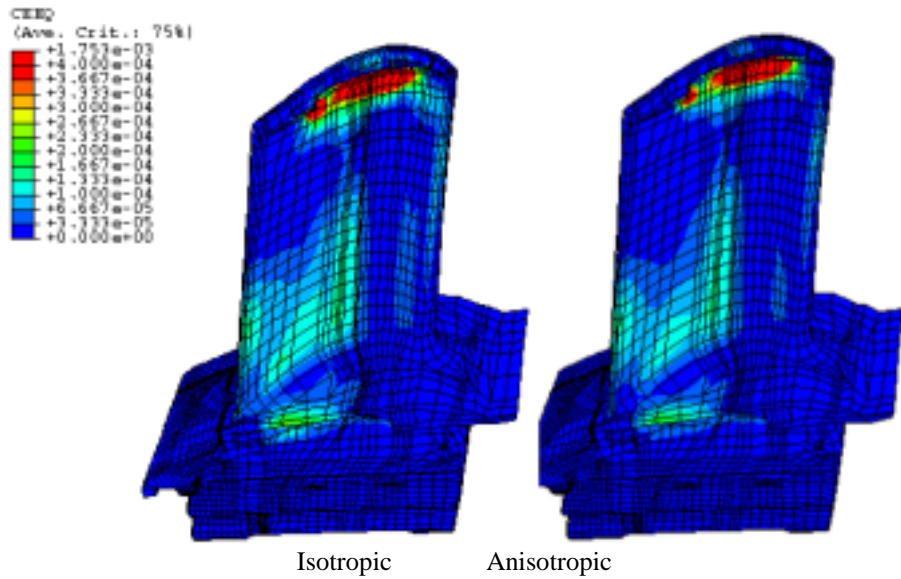 CEEQ
(Ave. Crit.: 75%)
+1.753e-03
+4.000e-04
+3.667e-04
+3.333e-04
+3.000e-04
+2.667e-04
+2.333e-04
+2.000e-04
+1.667e-04
+1.333e-04
+1.000e-04
+6.667e-05
+3.333e-05
+0.000e+00
Isotropic Anisotropic